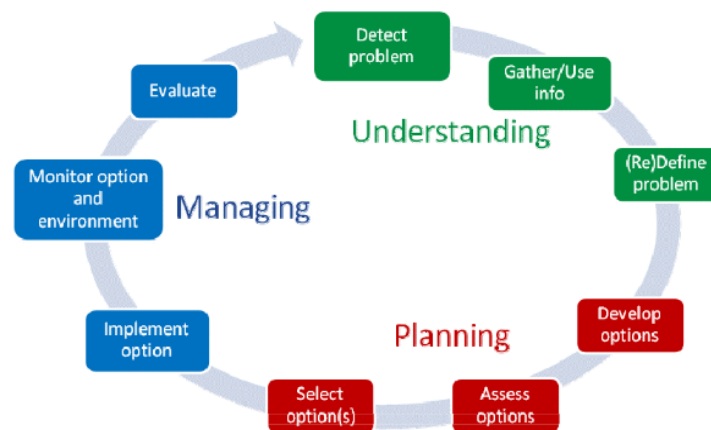 Detect
problem
Gather/Use
info
Understanding
(Re)Define
problem
Develop
options
Planning
Assess
options
Select
option(s)
Implement
option
Managing
Monitor option
and
environment
Evaluate